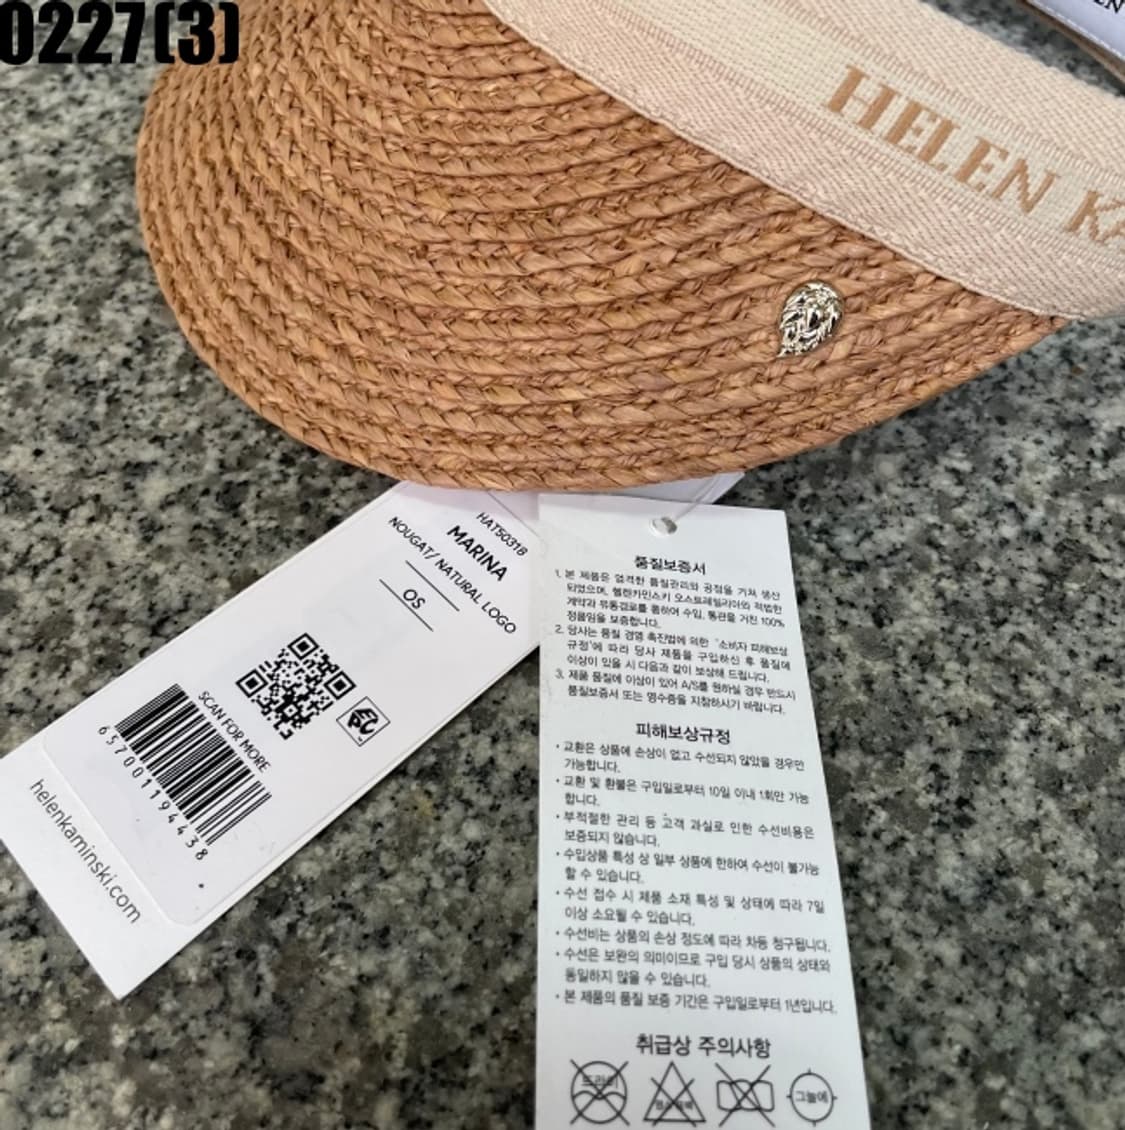 0227(3)
EN
HELEN KA
HAT50318
MARINA
NOUGAT/ NATURAL LOGO
OS
SCAN FOR MORE
657001194438
helenkaminski.com
품질보증서
1. 본 제품은 엄격한 품질관리와 공정을 거쳐 생산
되었으며, 헬렌카민스키 오스트레일리아와 적법한
계약과 유통경로를 통하여 수입, 통관을 거친 100%
정품임을 보증합니다.
2. 당사는 품질 경영 촉진법에 의한 "소비자 피해보상
규정"에 따라 당사 제품을 구입하신 후 품질에
이상이 있을 시 다음과 같이 보상해 드립니다.
3. 제품 품질에 이상이 있어 A/S를 원하실 경우 반드시
품질보증서 또는 영수증을 지참하시기 바랍니다.
피해보상규정
• 교환은 상품에 손상이 없고 수선되지 않았을 경우만
가능합니다.
• 교환 및 환불은 구입일로부터 10일 이내 1회만 가능
합니다.
• 부적절한 관리 등 고객 과실로 인한 수선비용은
보증되지 않습니다.
• 수입상품 특성 상 일부 상품에 한하여 수선이 불가능
할 수 있습니다.
• 수선 접수 시 제품 소재 특성 및 상태에 따라 7일
이상 소요될 수 있습니다.
• 수선비는 상품의 손상 정도에 따라 차등 청구됩니다.
• 수선은 보완의 의미이므로 구입 당시 상품의 상태와
동일하지 않을 수 있습니다.
• 본 제품의 품질 보증 기간은 구입일로부터 1년입니다.
취급상 주의사항
드라이
염소표백
그늘에